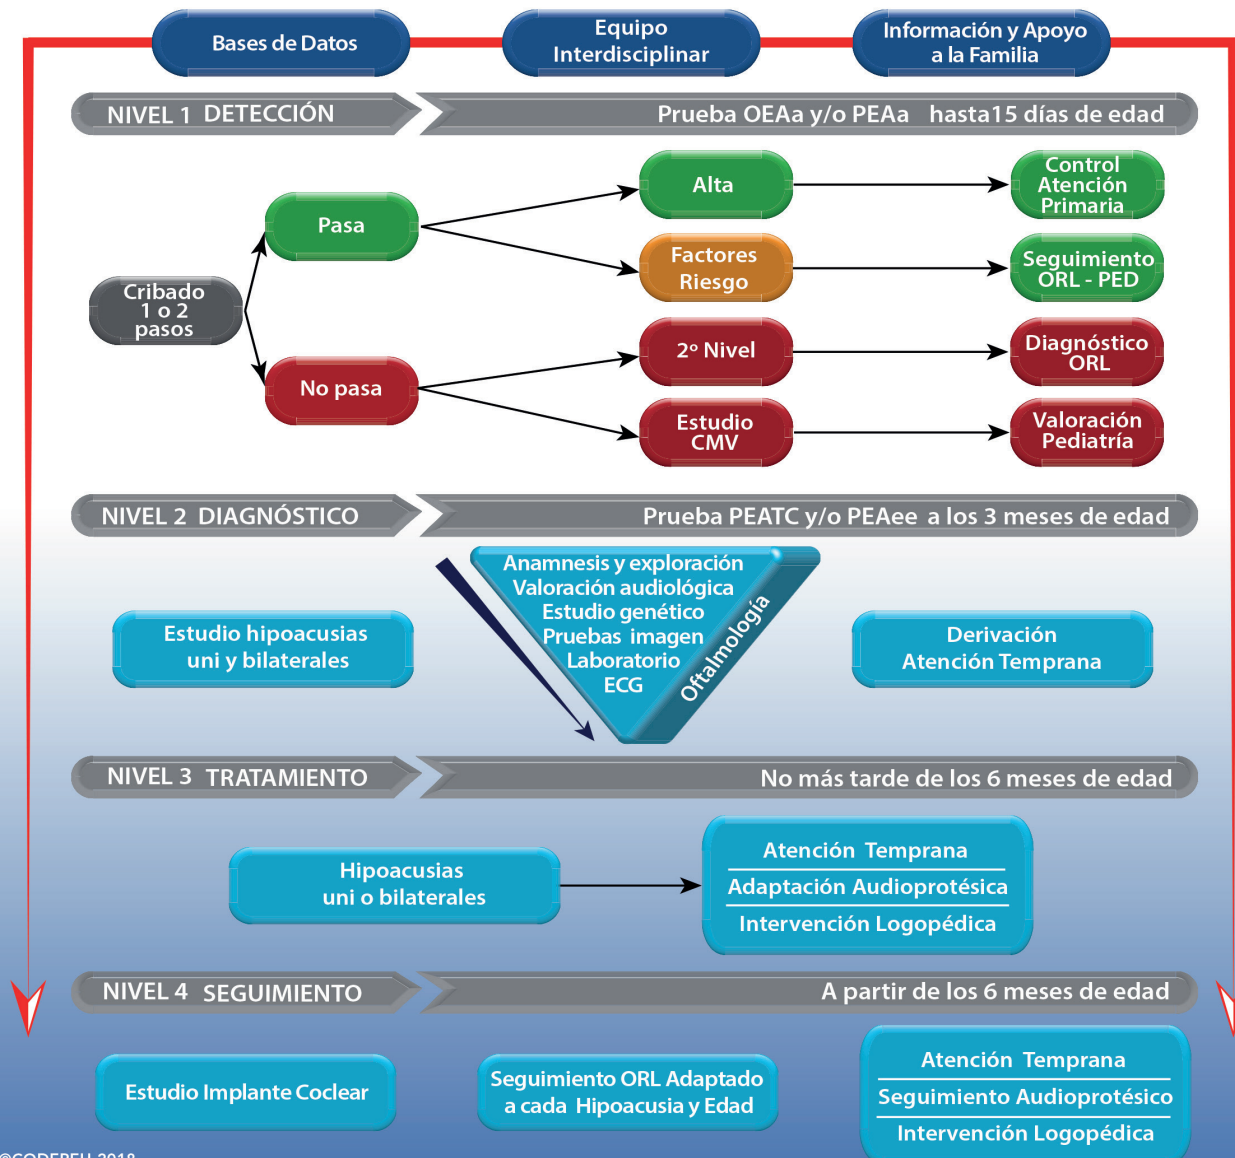 Bases de Datos
Equipo
Interdisciplinar
Información y Apoyo
a la Familia
NIVEL 1 DETECCIÓN
Prueba OEAa y/o PEAa hasta15 días de edad
Cribado
1 o 2
pasos
Pasa
No pasa
Alta
Factores
Riesgo
2º Nivel
Estudio
CMV
Control
Atención
Primaria
Seguimiento
ORL - PED
Diagnóstico
ORL
Valoración
Pediatría
NIVEL 2 DIAGNÓSTICO
Prueba PEATC y/o PEAee a los 3 meses de edad
Estudio hipoacusias
uni y bilaterales
Anamnesis y exploración
Valoración audiológica
Estudio genético
Pruebas imagen
Laboratorio
ECG
Oftalmología
Derivación
Atención Temprana
NIVEL 3 TRATAMIENTO
No más tarde de los 6 meses de edad
Hipoacusias
uni o bilaterales
Atención Temprana
Adaptación Audioprotésica
Intervención Logopédica
NIVEL 4 SEGUIMIENTO
A partir de los 6 meses de edad
Estudio Implante Coclear
Seguimiento ORL Adaptado
a cada Hipoacusia y Edad
Atención Temprana
Seguimiento Audioprotésico
Intervención Logopédica
©CODEPEH 2018